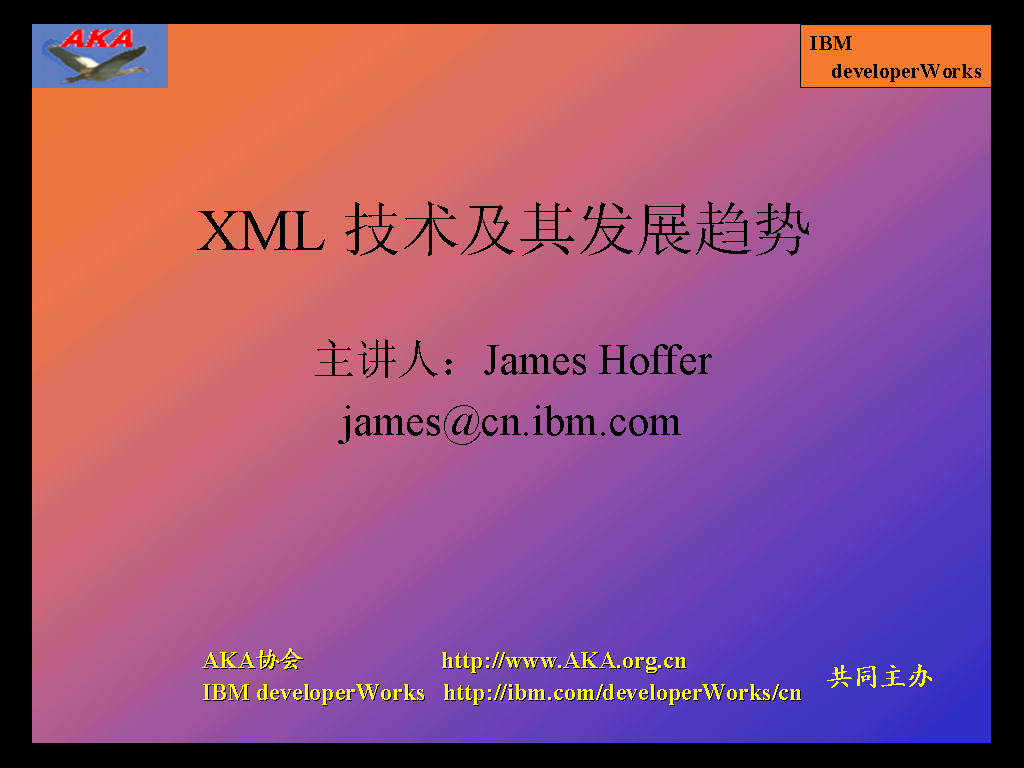 AKA
IBM
developerWorks
XML 技术及其发展趋势
主讲人：James Hoffer
james@cn.ibm.com
AKA协会 http://www.AKA.org.cn
IBM developerWorks http://ibm.com/developerWorks/cn
共同主办